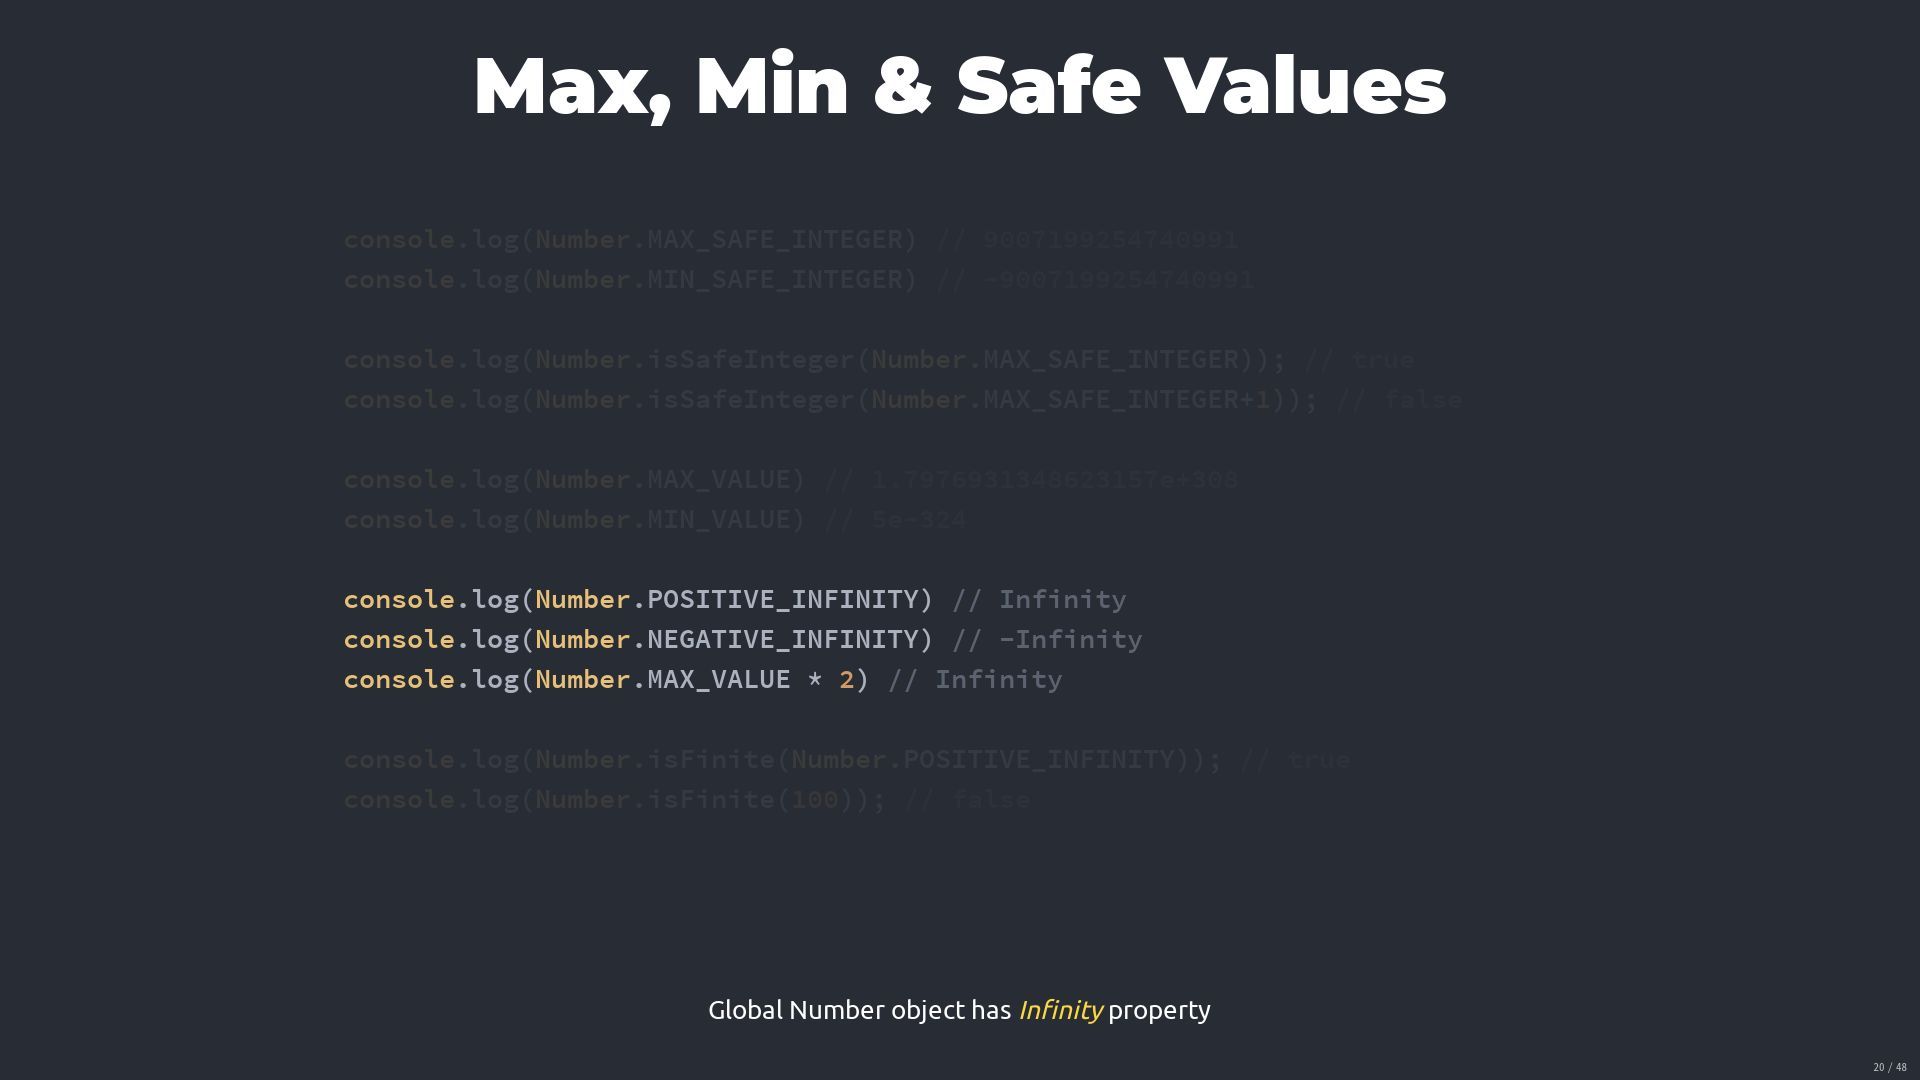 Max, Min & Safe Values
console.log(Number.MAX_SAFE_INTEGER) // 9007199254740991
console.log(Number.MIN_SAFE_INTEGER) // -9007199254740991
console.log(Number.isSafeInteger(Number.MAX_SAFE_INTEGER)); // true
console.log(Number.isSafeInteger(Number.MAX_SAFE_INTEGER+1)); // false
console.log(Number.MAX_VALUE) // 1.7976931348623157e+308
console.log(Number.MIN_VALUE) // 5e-324
console.log(Number.POSITIVE_INFINITY) // Infinity
console.log(Number.NEGATIVE_INFINITY) // -Infinity
console.log(Number.MAX_VALUE * 2) // Infinity
console.log(Number.isFinite(Number.POSITIVE_INFINITY)); // true
console.log(Number.isFinite(100)); // false
Global Number object has Infinity property
20 / 48